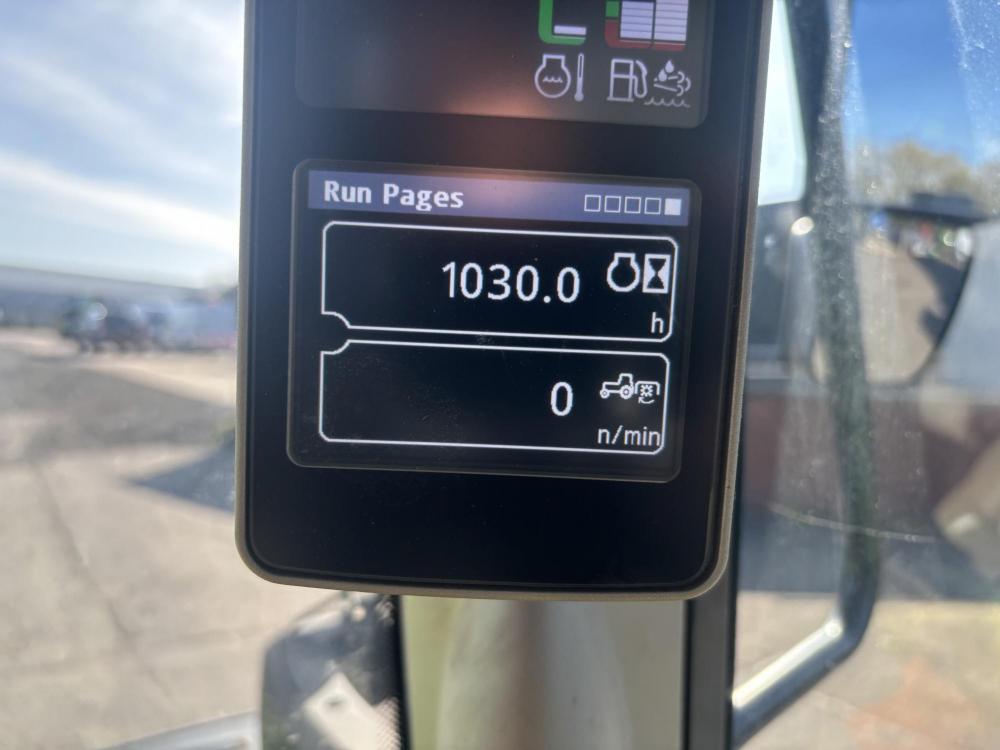 Run Pages
1030.0
h
0
n/min